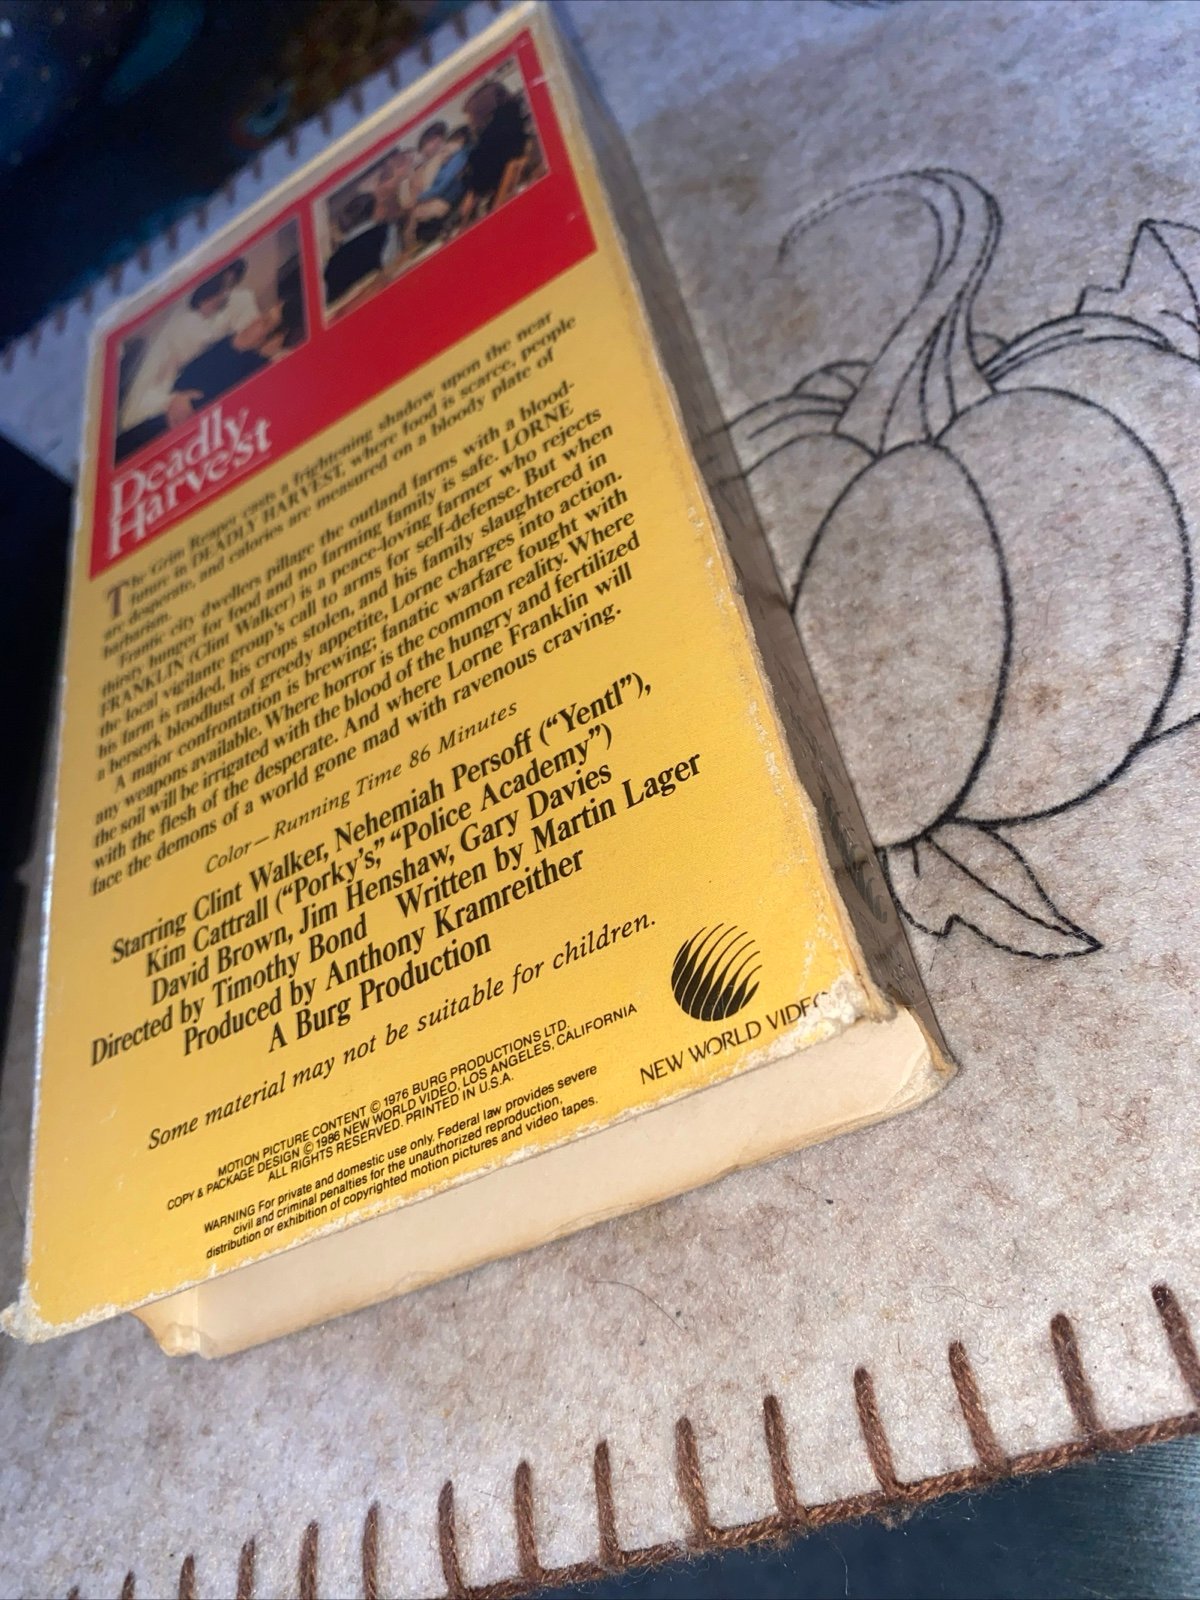 Deadly
Harvest
The Grim Reaper casts a frightening shadow upon the near
future in DEADLY HARVEST, where food is scarce, people
are desperate, and calories are measured on a bloody plate of
barbarism.
Frantic city dwellers pillage the outland farms with a blood-
thirsty hunger for food and no farming family is safe. LORNE
FRANKLIN (Clint Walker) is a peace-loving farmer who rejects
the local vigilante group's call to arms for self-defense. But when
his farm is raided, his crops stolen, and his family slaughtered in
a berserk bloodlust of greedy appetite, Lorne charges into action.
A major confrontation is brewing; fanatic warfare fought with
any weapons available. Where horror is the common reality. Where
the soil will be irrigated with the blood of the hungry and fertilized
with the flesh of the desperate. And where Lorne Franklin will
face the demons of a world gone mad with ravenous craving.
Color—Running Time 86 Minutes
Starring Clint Walker, Nehemiah Persoff ("Yentl"),
Kim Cattrall ("Porky's," "Police Academy")
David Brown, Jim Henshaw, Gary Davies
Directed by Timothy Bond Written by Martin Lager
Produced by Anthony Kramreither
A Burg Production
Some material may not be suitable for children.
MOTION PICTURE CONTENT © 1976 BURG PRODUCTIONS LTD.
COPY & PACKAGE DESIGN © 1986 NEW WORLD VIDEO, LOS ANGELES, CALIFORNIA
ALL RIGHTS RESERVED. PRINTED IN U.S.A.
WARNING For private and domestic use only. Federal law provides severe
civil and criminal penalties for the unauthorized reproduction,
distribution or exhibition of copyrighted motion pictures and video tapes.
NEW WORLD VIDEO